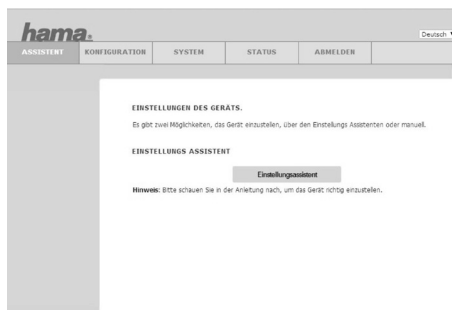 hama.
Deutsch
ASSISTENT KONFIGURATION SYSTEM STATUS ABMELDEN
EINSTELLUNGEN DES GERÄTS.
Es gibt zwei Möglichkeiten, das Gerät einzustellen, über den Einstellungs Assistenten oder manuell.
EINSTELLUNGS ASSISTENT
Einstellungsassistent
Hinweis: Bitte schauen Sie in der Anleitung nach, um das Gerät richtig einzustellen.